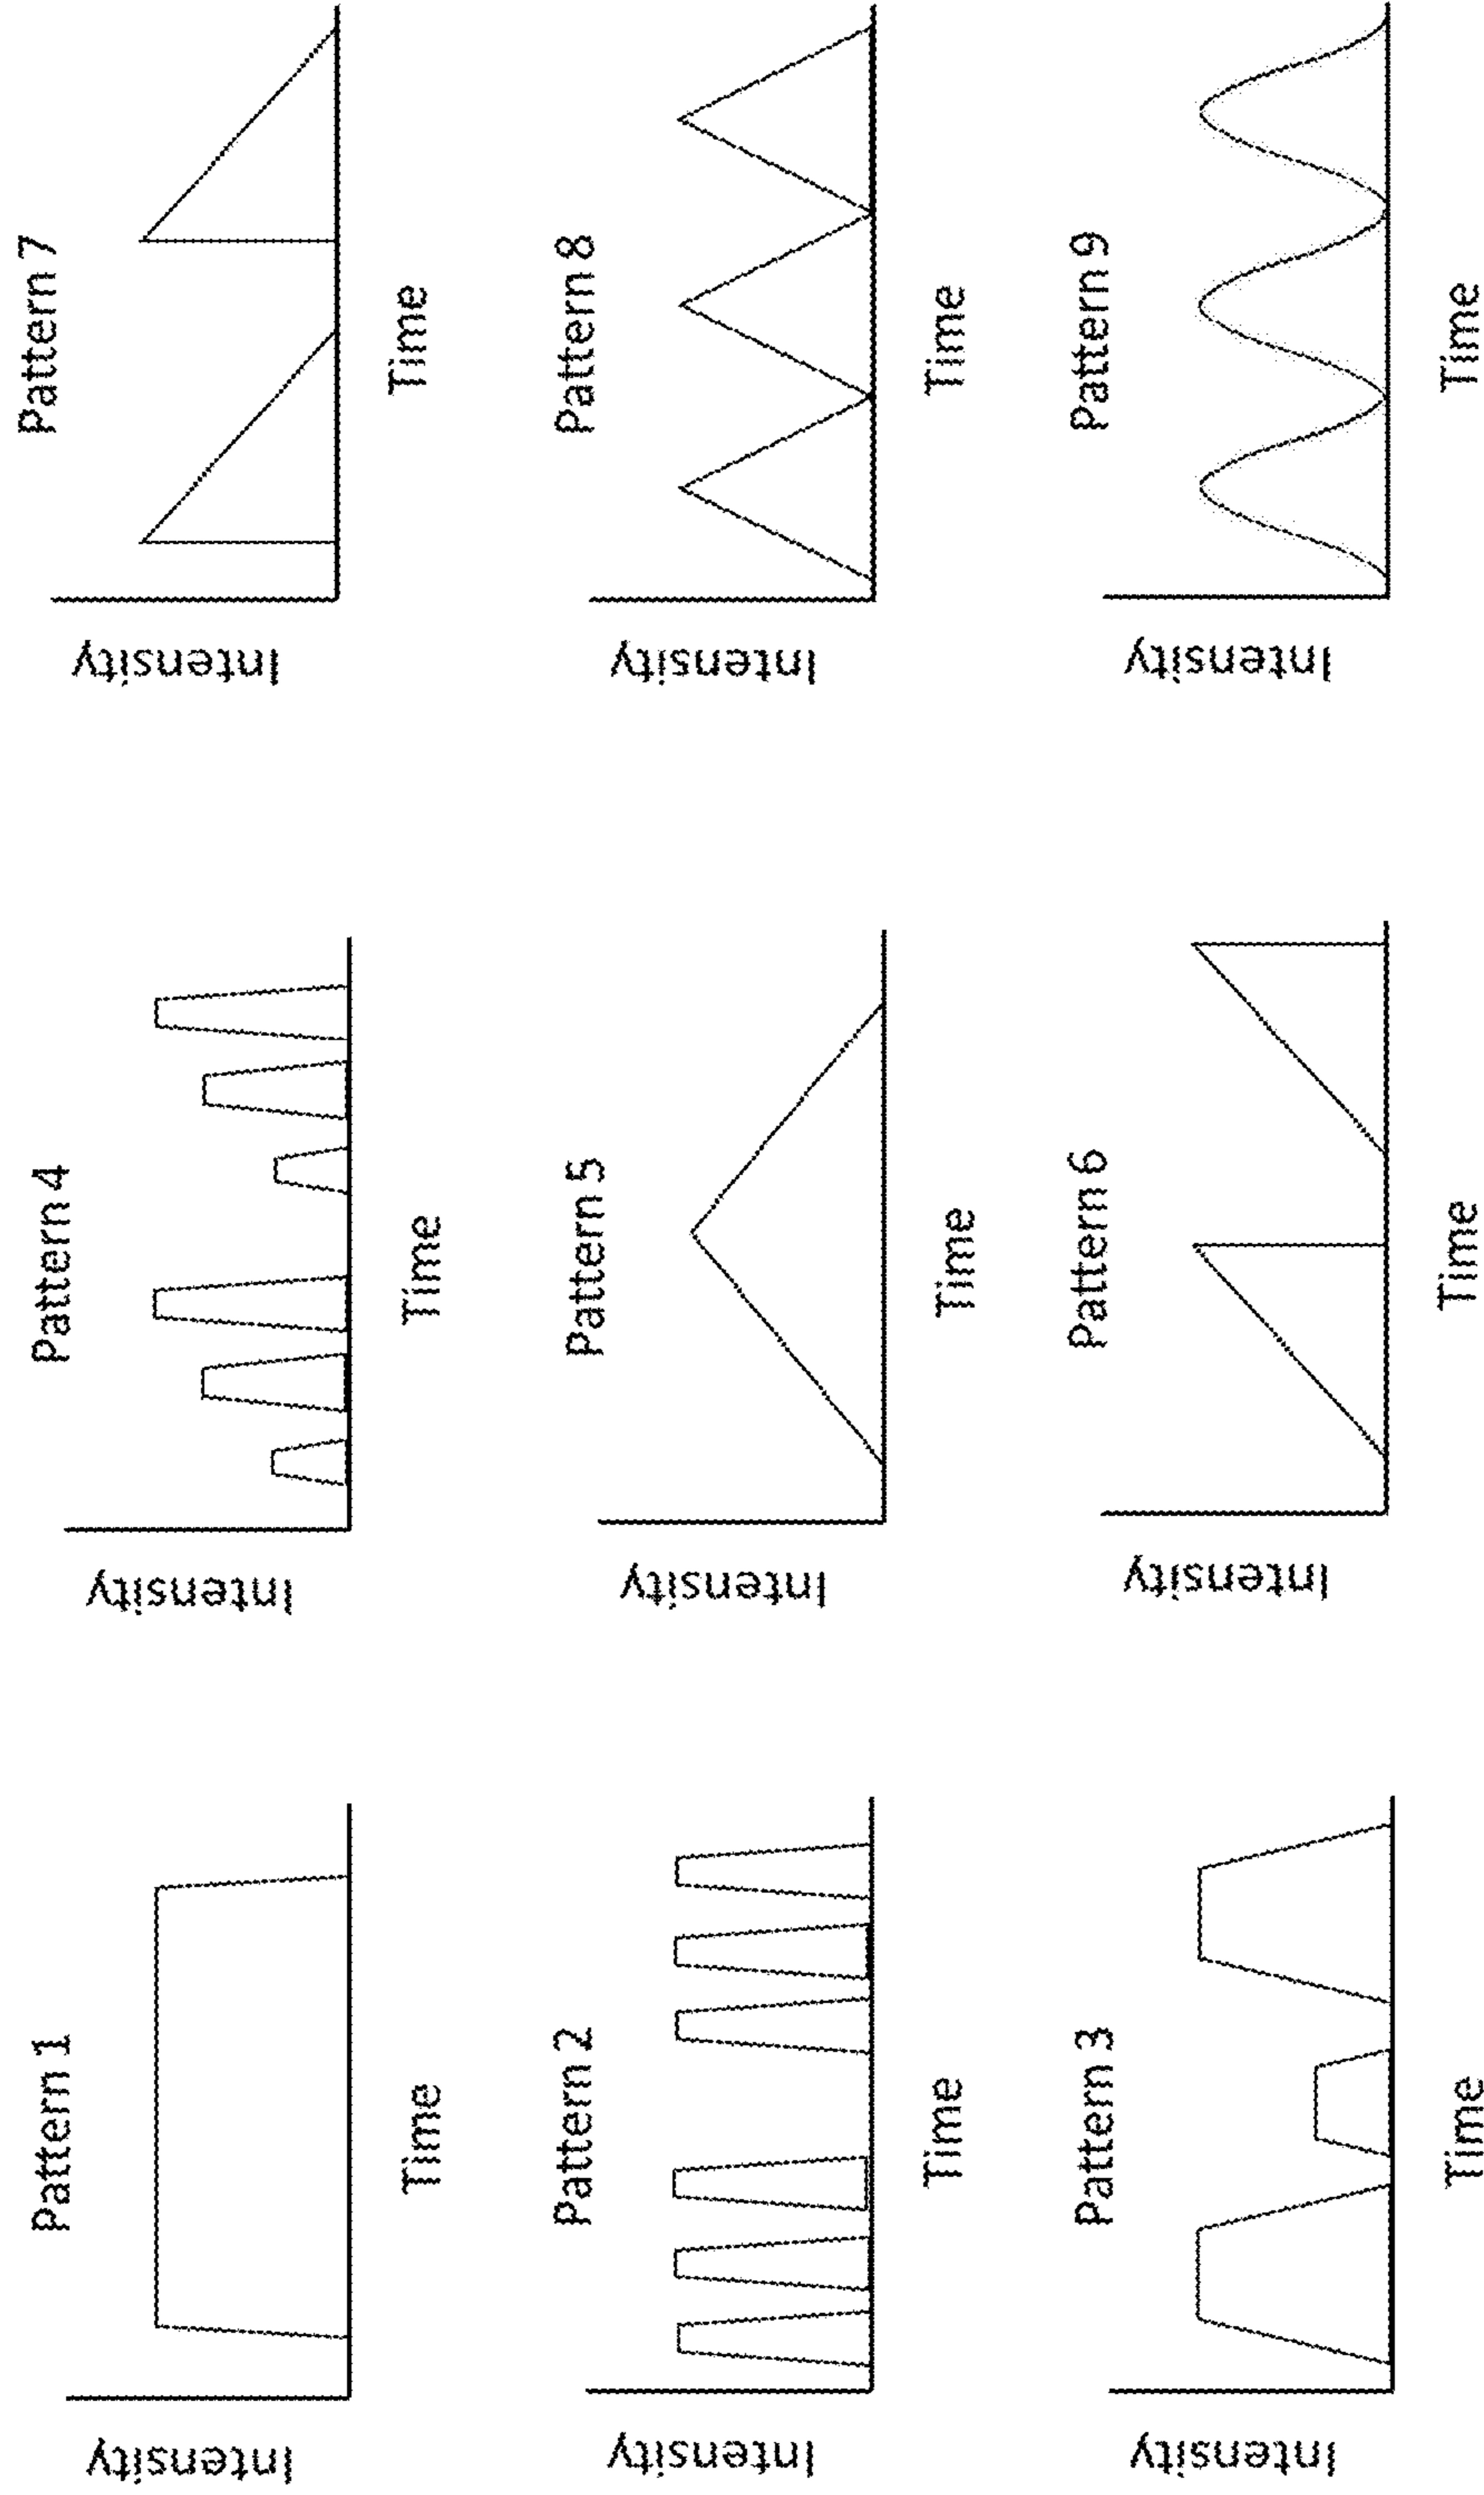 Pattern 1
Intensity
Time
Pattern 4
Intensity
Time
Pattern 7
Intensity
Time
Pattern 2
Intensity
Time
Pattern 5
Intensity
Time
Pattern 8
Intensity
Time
Pattern 3
Intensity
Time
Pattern 6
Intensity
Time
Pattern 9
Intensity
Time